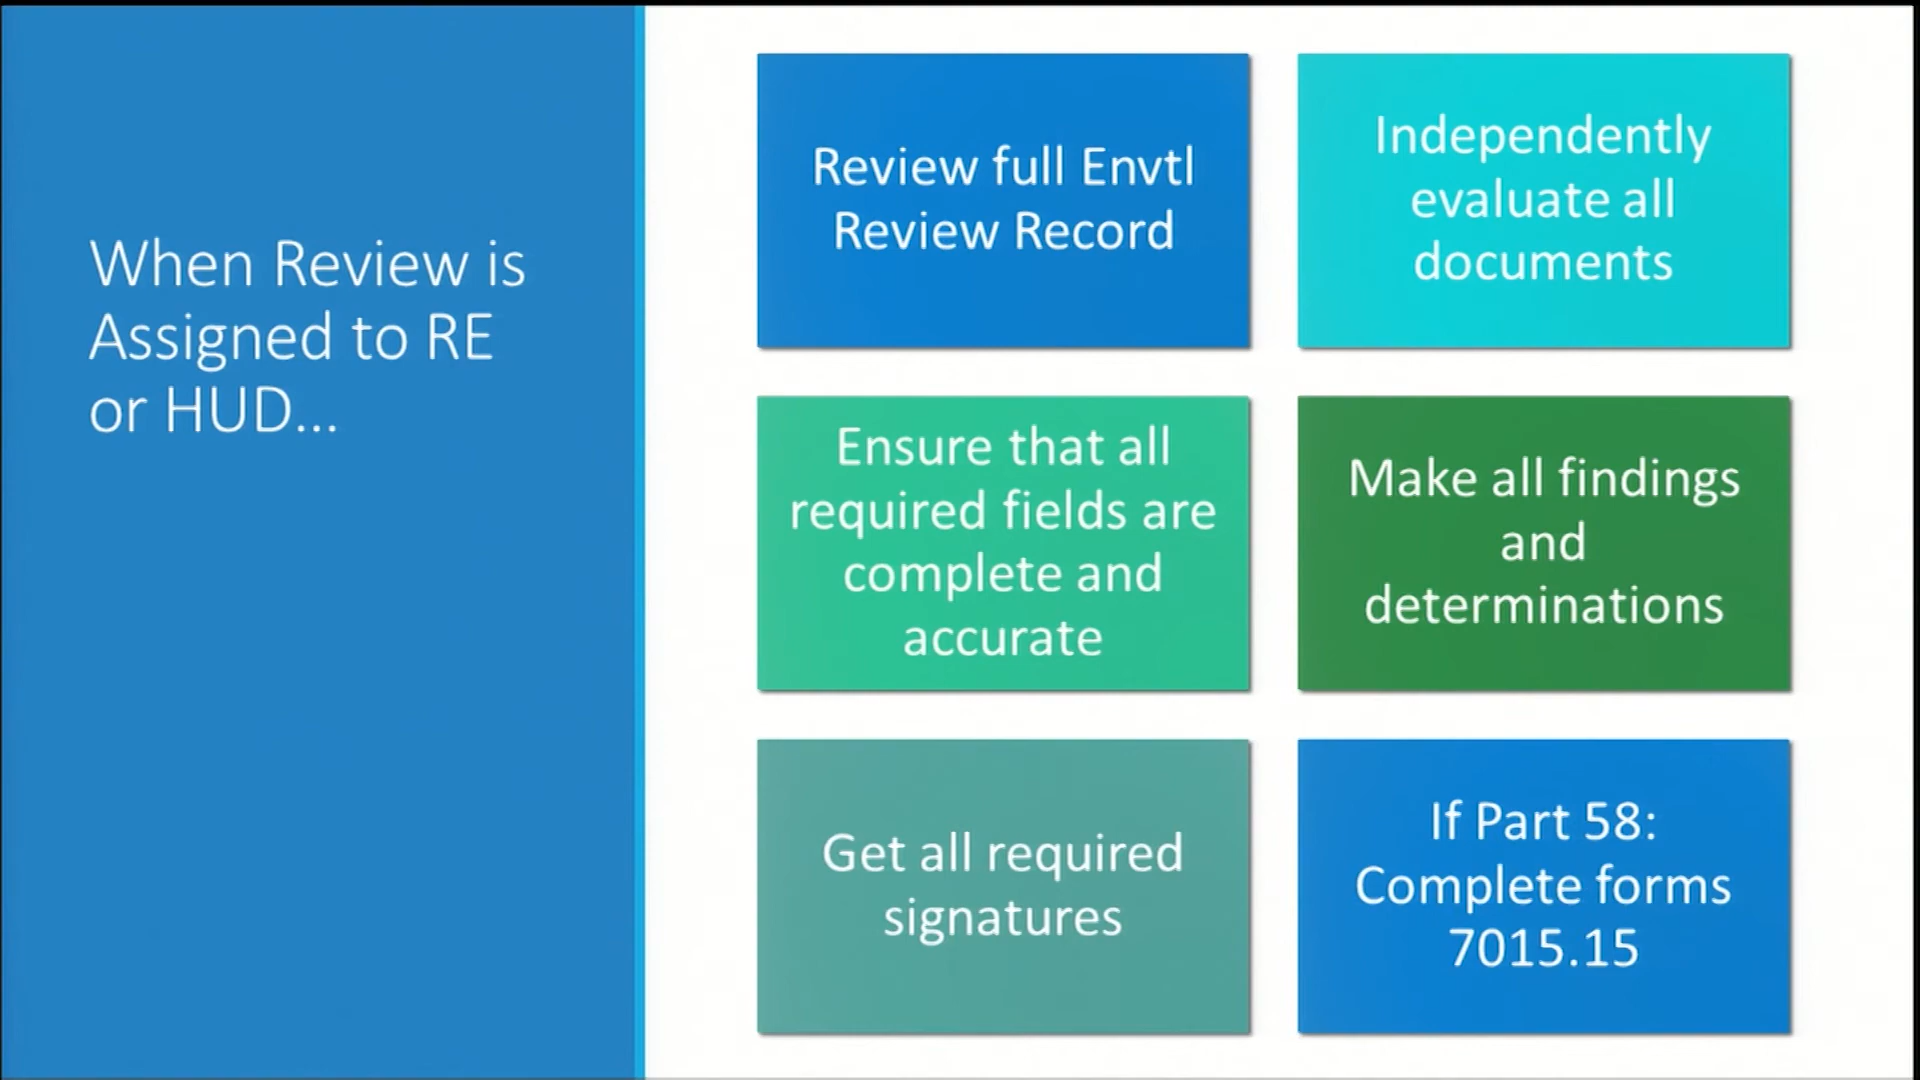 When Review is
Assigned to RE
or HUD...
Review full Envtl
Review Record
Independently
evaluate all
documents
Ensure that all
required fields are
complete and
accurate
Make all findings
and
determinations
Get all required
signatures
If Part 58:
Complete forms
7015.15